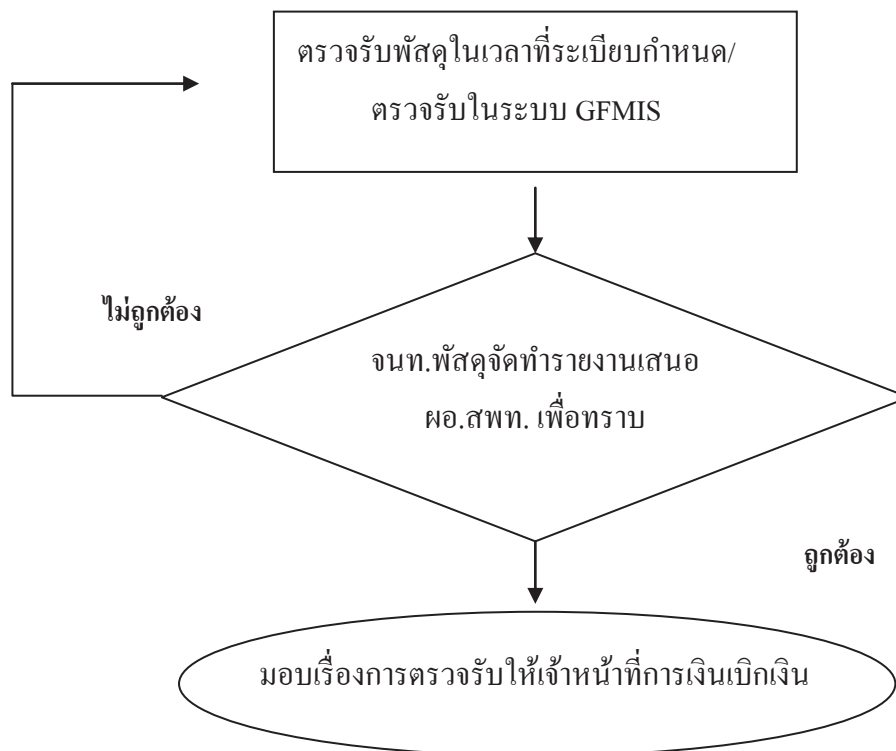 ตรวจรับพัสดุในเวลาที่ระเบียบกำหนด/
ตรวจรับในระบบ GFMIS
ไม่ถูกต้อง
จนท.พัสดุจัดทำรายงานเสนอ
ผอ.สพท. เพื่อทราบ
ถูกต้อง
มอบเรื่องการตรวจรับให้เจ้าหน้าที่การเงินเบิกเงิน